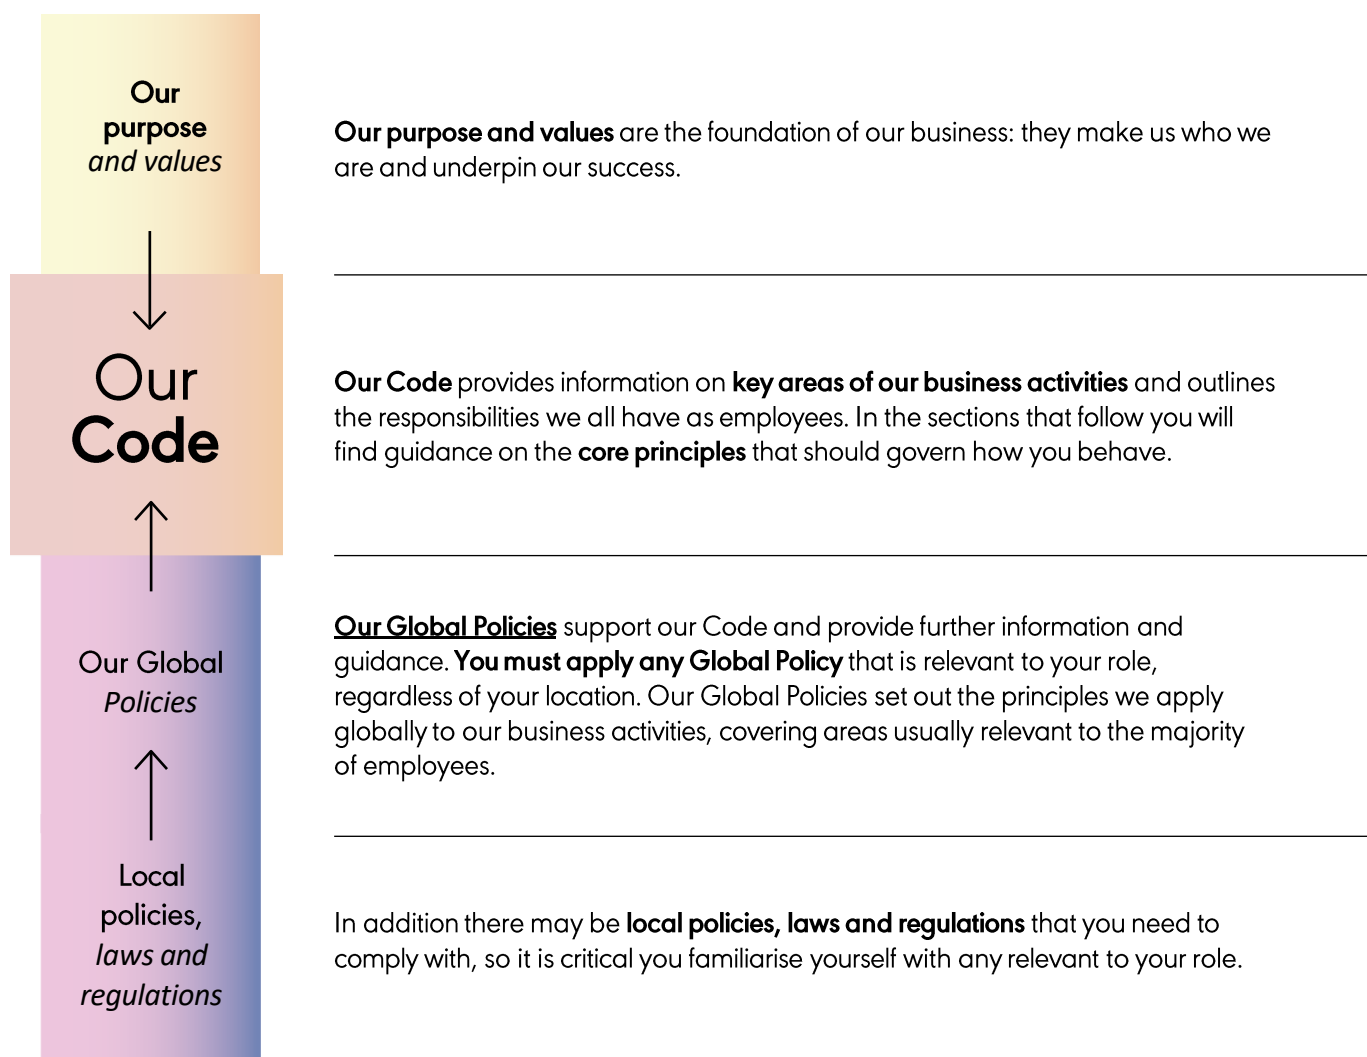 Our
purpose
and values
Our purpose and values are the foundation of our business: they make us who we
are and underpin our success.
Our
Code
Our Code provides information on key areas of our business activities and outlines
the responsibilities we all have as employees. In the sections that follow you will
find guidance on the core principles that should govern how you behave.
Our Global
Policies
Our Global Policies support our Code and provide further information and
guidance. You must apply any Global Policy that is relevant to your role,
regardless of your location. Our Global Policies set out the principles we apply
globally to our business activities, covering areas usually relevant to the majority
of employees.
Local
policies,
laws and
regulations
In addition there may be local policies, laws and regulations that you need to
comply with, so it is critical you familiarise yourself with any relevant to your role.